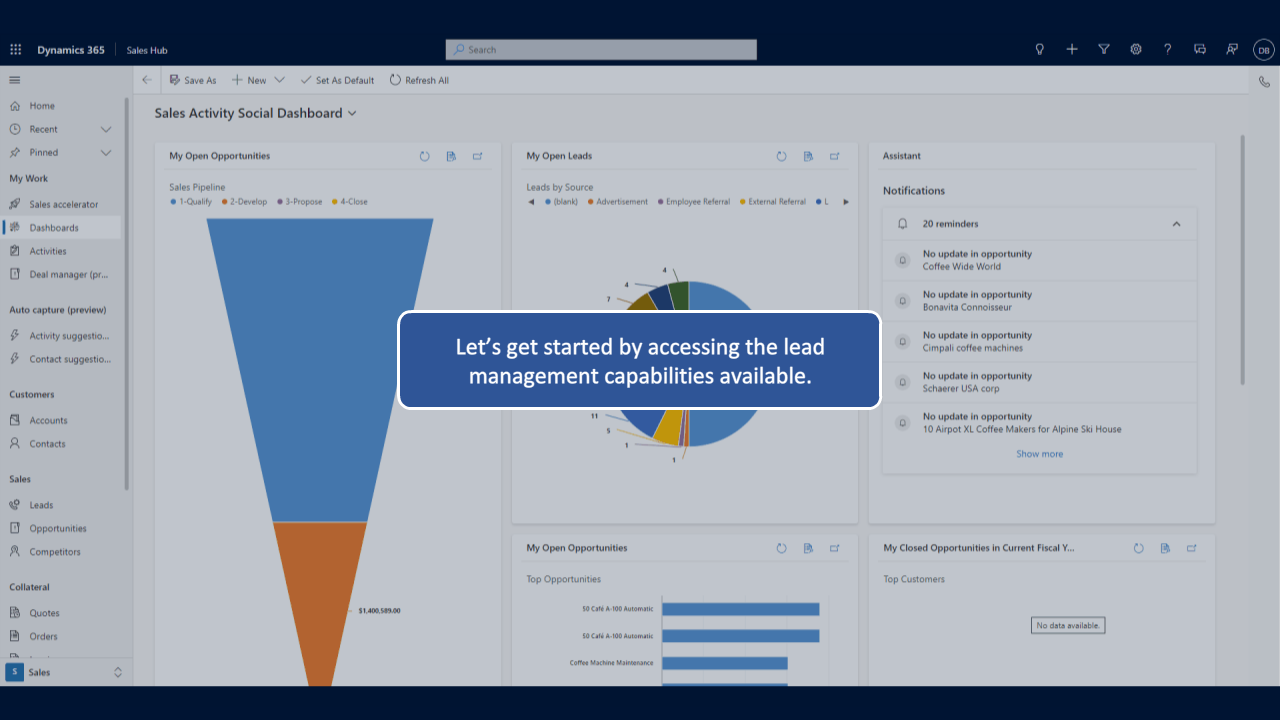 Dynamics 365
Sales Hub
Search
DB
Save As
New
Set As Default
Refresh All
Home
Recent
Pinned
My Work
Sales accelerator
Dashboards
Activities
Deal manager (pr...
Auto capture (preview)
Activity suggestio...
Contact suggestio...
Customers
Accounts
Contacts
Sales
Leads
Opportunities
Competitors
Collateral
Quotes
Orders
S
Sales
Sales Activity Social Dashboard
My Open Opportunities
Sales Pipeline
1-Qualify
2-Develop
3-Propose
4-Close
$1,400,589.00
My Open Leads
Leads by Source
(blank)
Advertisement
Employee Referral
External Referral
L
4
4
7
11
5
1
1
Let’s get started by accessing the lead
management capabilities available.
Assistant
Notifications
20 reminders
No update in opportunity
Coffee Wide World
No update in opportunity
Bonavita Connoisseur
No update in opportunity
Cimpali coffee machines
No update in opportunity
Schaerer USA corp
No update in opportunity
10 Airpot XL Coffee Makers for Alpine Ski House
Show more
My Open Opportunities
Top Opportunities
50 Café A-100 Automatic
50 Café A-100 Automatic
Coffee Machine Maintenance
My Closed Opportunities in Current Fiscal Y...
Top Customers
No data available.